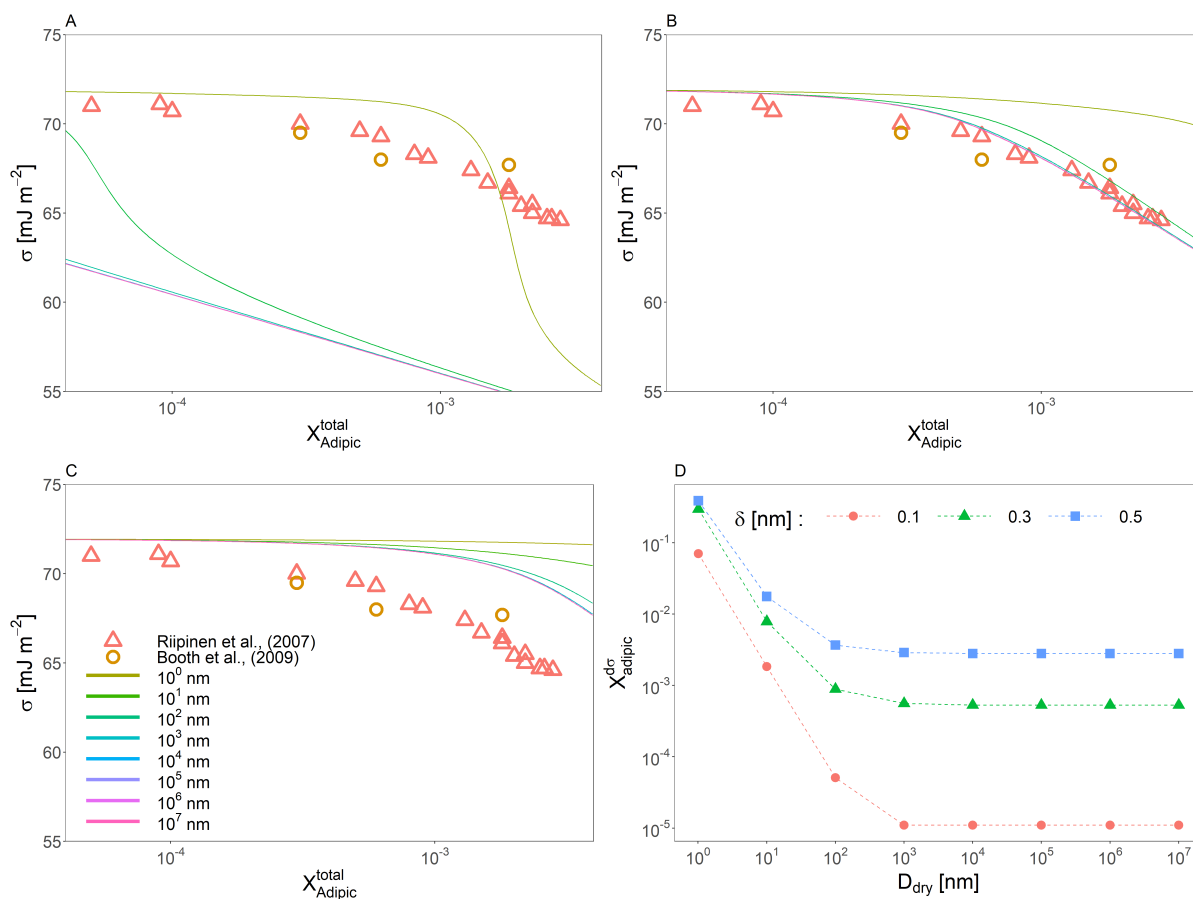 A
75
70
65
60
55
σ [mJ m⁻²]
10⁻⁴
10⁻³
X^total_Adipic
B
75
70
65
60
55
σ [mJ m⁻²]
10⁻⁴
10⁻³
X^total_Adipic
C
75
70
65
60
55
σ [mJ m⁻²]
Riipinen et al., (2007)
Booth et al., (2009)
10⁰ nm
10¹ nm
10² nm
10³ nm
10⁴ nm
10⁵ nm
10⁶ nm
10⁷ nm
10⁻⁴
10⁻³
X^total_Adipic
D
δ [nm] : 0.1 0.3 0.5
10⁻¹
10⁻²
10⁻³
10⁻⁴
10⁻⁵
X^dσ_adipic
10⁰ 10¹ 10² 10³ 10⁴ 10⁵ 10⁶ 10⁷
D_dry [nm]